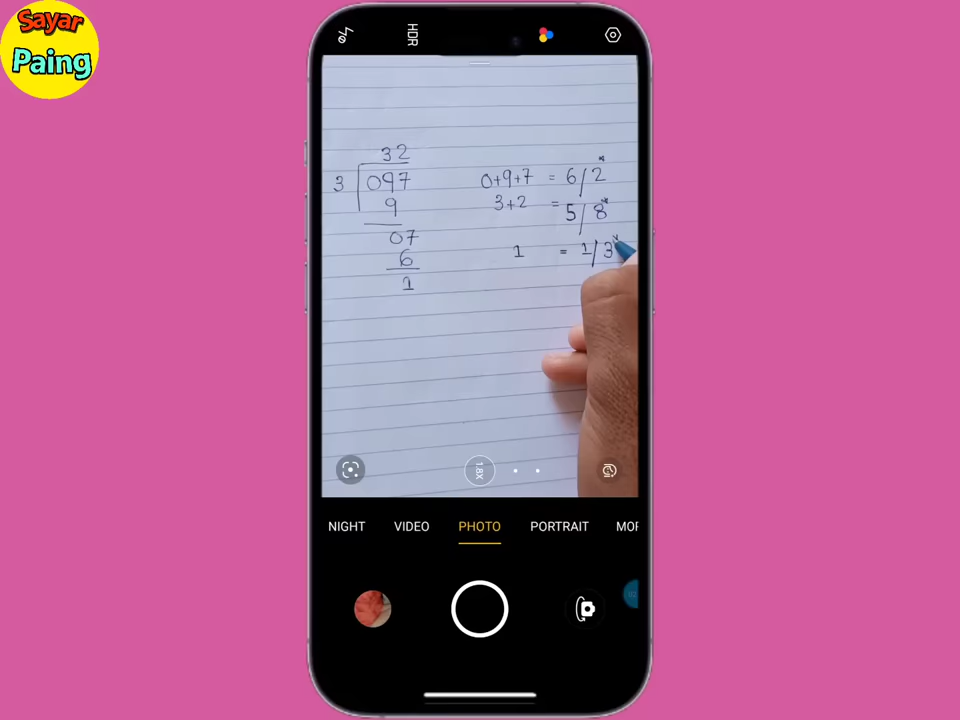 Sayar
Paing
HDR
32
3 097
9
07
6
1
0+9+7 = 6/2*
3+2 = 5/8*
1 = 1/3*
1.8X
NIGHT VIDEO PHOTO PORTRAIT MOR